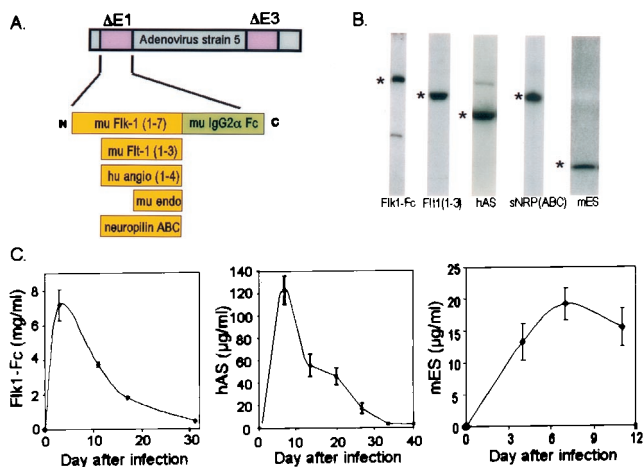 A.
ΔE1 ΔE3
Adenovirus strain 5
N mu Flk-1 (1-7) mu IgG2α Fc C
mu Flt-1 (1-3)
hu angio (1-4)
mu endo
neuropilin ABC
B.
* * * * *
Flk1-Fc Flt1(1-3) hAS sNRP(ABC) mES
C.
Flk1-Fc (mg/ml)
8
6
4
2
0
0 10 20 30
Day after infection
hAS (µg/ml)
140
120
100
80
60
40
20
0
0 10 20 30 40
Day after infection
mES (µg/ml)
25
20
15
10
5
0
0 3 6 9 12
Day after infection